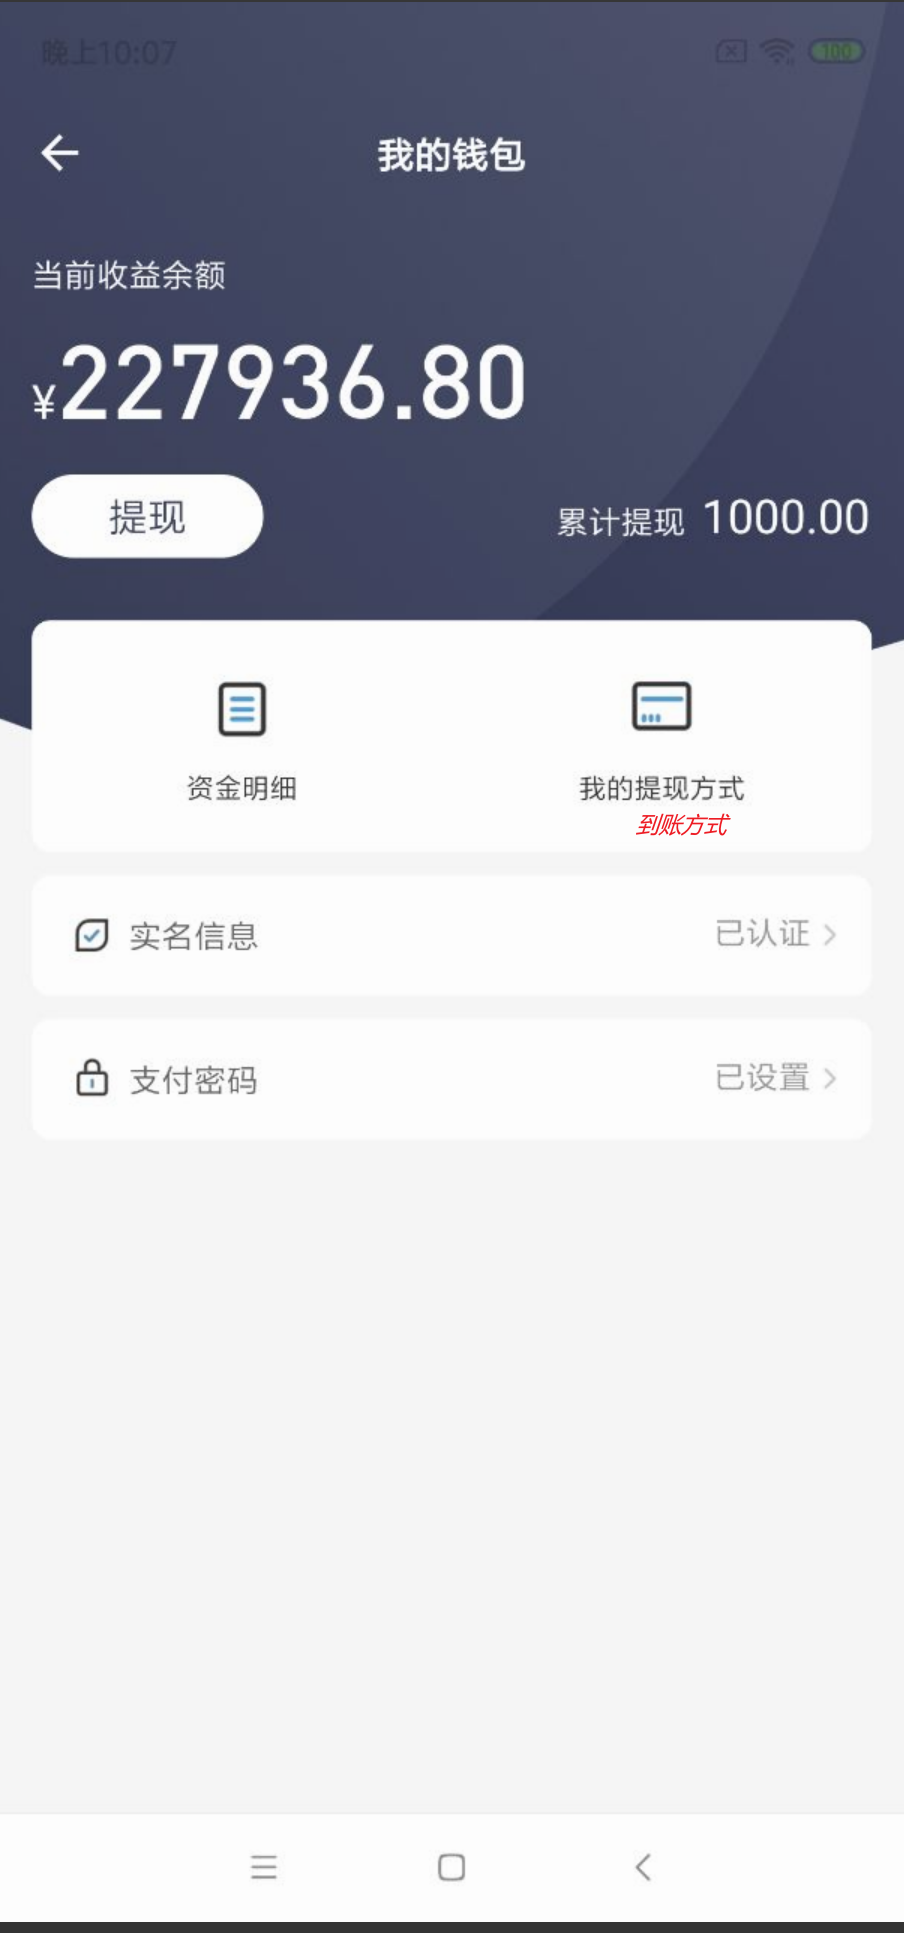 晚上10:07
100
我的钱包
当前收益余额
¥227936.80
提现
累计提现 1000.00
资金明细
我的提现方式
到账方式
实名信息
已认证
支付密码
已设置